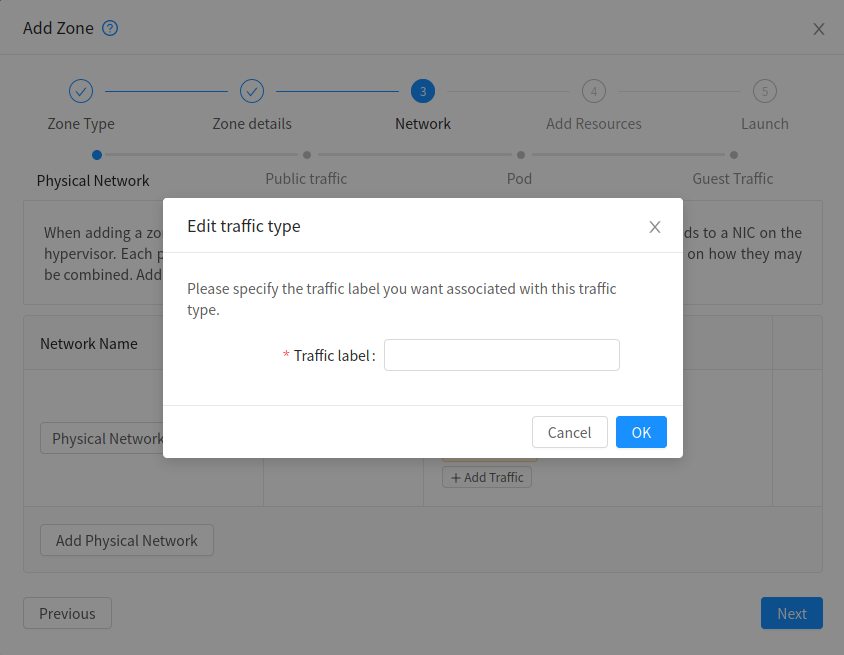 Add Zone ?
3
4
5
Zone Type
Zone details
Network
Add Resources
Launch
Physical Network
Public traffic
Pod
Guest Traffic
When adding a zo
ds to a NIC on the
hypervisor. Each p
on how they may
be combined. Add
Edit traffic type
Please specify the traffic label you want associated with this traffic
type.
* Traffic label :
Cancel
OK
Network Name
Physical Network
+ Add Traffic
Add Physical Network
Previous
Next